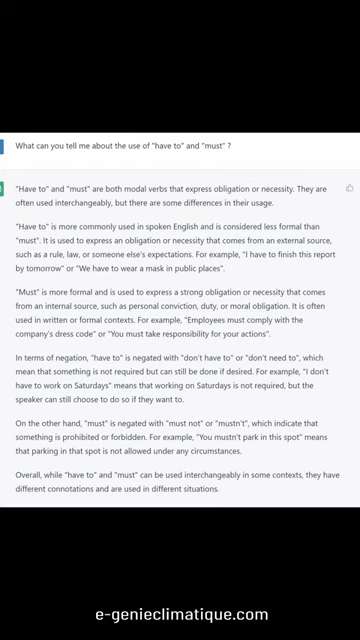 What can you tell me about the use of "have to" and "must" ?
"Have to" and "must" are both modal verbs that express obligation or necessity. They are
often used interchangeably, but there are some differences in their usage.
"Have to" is more commonly used in spoken English and is considered less formal than
"must". It is used to express an obligation or necessity that comes from an external source,
such as a rule, law, or someone else's expectations. For example, "I have to finish this report
by tomorrow" or "We have to wear a mask in public places".
"Must" is more formal and is used to express a strong obligation or necessity that comes
from an internal source, such as personal conviction, duty, or moral obligation. It is often
used in written or formal contexts. For example, "Employees must comply with the
company's dress code" or "You must take responsibility for your actions".
In terms of negation, "have to" is negated with "don't have to" or "don't need to", which
mean that something is not required but can still be done if desired. For example, "I don't
have to work on Saturdays" means that working on Saturdays is not required, but the
speaker can still choose to do so if they want to.
On the other hand, "must" is negated with "must not" or "mustn't", which indicate that
something is prohibited or forbidden. For example, "You mustn't park in this spot" means
that parking in that spot is not allowed under any circumstances.
Overall, while "have to" and "must" can be used interchangeably in some contexts, they have
different connotations and are used in different situations.
e-genieclimatique.com